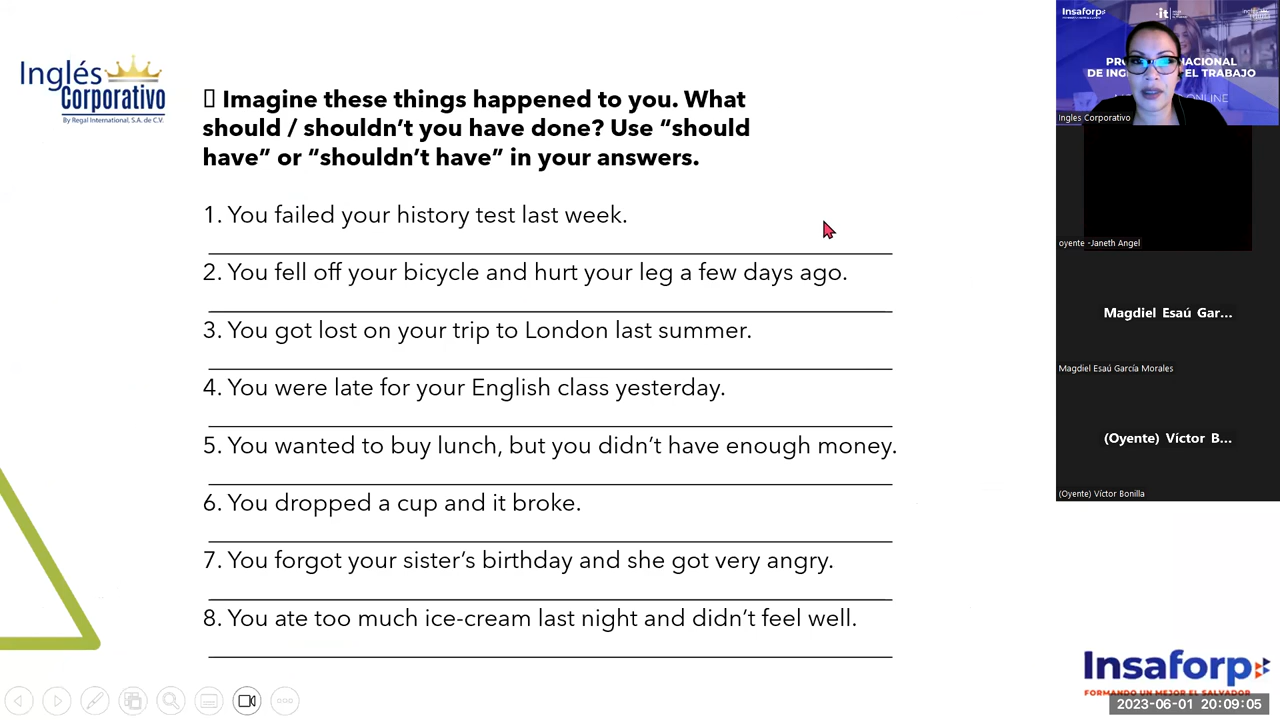 Inglés
Corporativo
By Regal International, S.A. de C.V.
Imagine these things happened to you. What
should / shouldn't you have done? Use “should
have” or “shouldn't have” in your answers.
1. You failed your history test last week.
2. You fell off your bicycle and hurt your leg a few days ago.
3. You got lost on your trip to London last summer.
4. You were late for your English class yesterday.
5. You wanted to buy lunch, but you didn't have enough money.
6. You dropped a cup and it broke.
7. You forgot your sister's birthday and she got very angry.
8. You ate too much ice-cream last night and didn't feel well.
Insaforp
it
ACIONAL
DE ING
EL TRABAJO
ONLINE
Ingles Corporativo
oyente -Janeth Angel
Magdiel Esaú Gar...
Magdiel Esaú García Morales
(Oyente) Víctor B...
(Oyente) Víctor Bonilla
Insaforp
FORMANDO UN MEJOR EL SALVADOR
2023-06-01 20:09:05